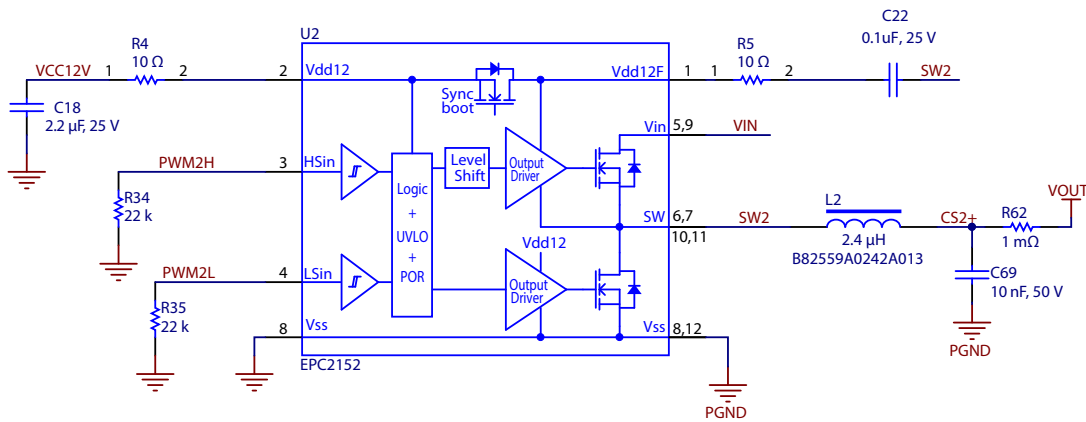 C22
0.1uF, 25 V
U2
R4
10 Ω
R5
10 Ω
VCC12V
1
2
2
Vdd12
Vdd12F
1
1
2
SW2
Sync
boot
C18
2.2 µF, 25 V
Vin
5,9
VIN
PWM2H
3
HSin
Logic
+
UVLO
+
POR
Level
Shift
Output
Driver
R34
22 k
L2
VOUT
SW
6,7
10,11
SW2
CS2+
R62
1 mΩ
2.4 µH
B82559A0242A013
Vdd12
PWM2L
4
LSin
Output
Driver
C69
10 nF, 50 V
R35
22 k
8
Vss
Vss
8,12
PGND
EPC2152
PGND